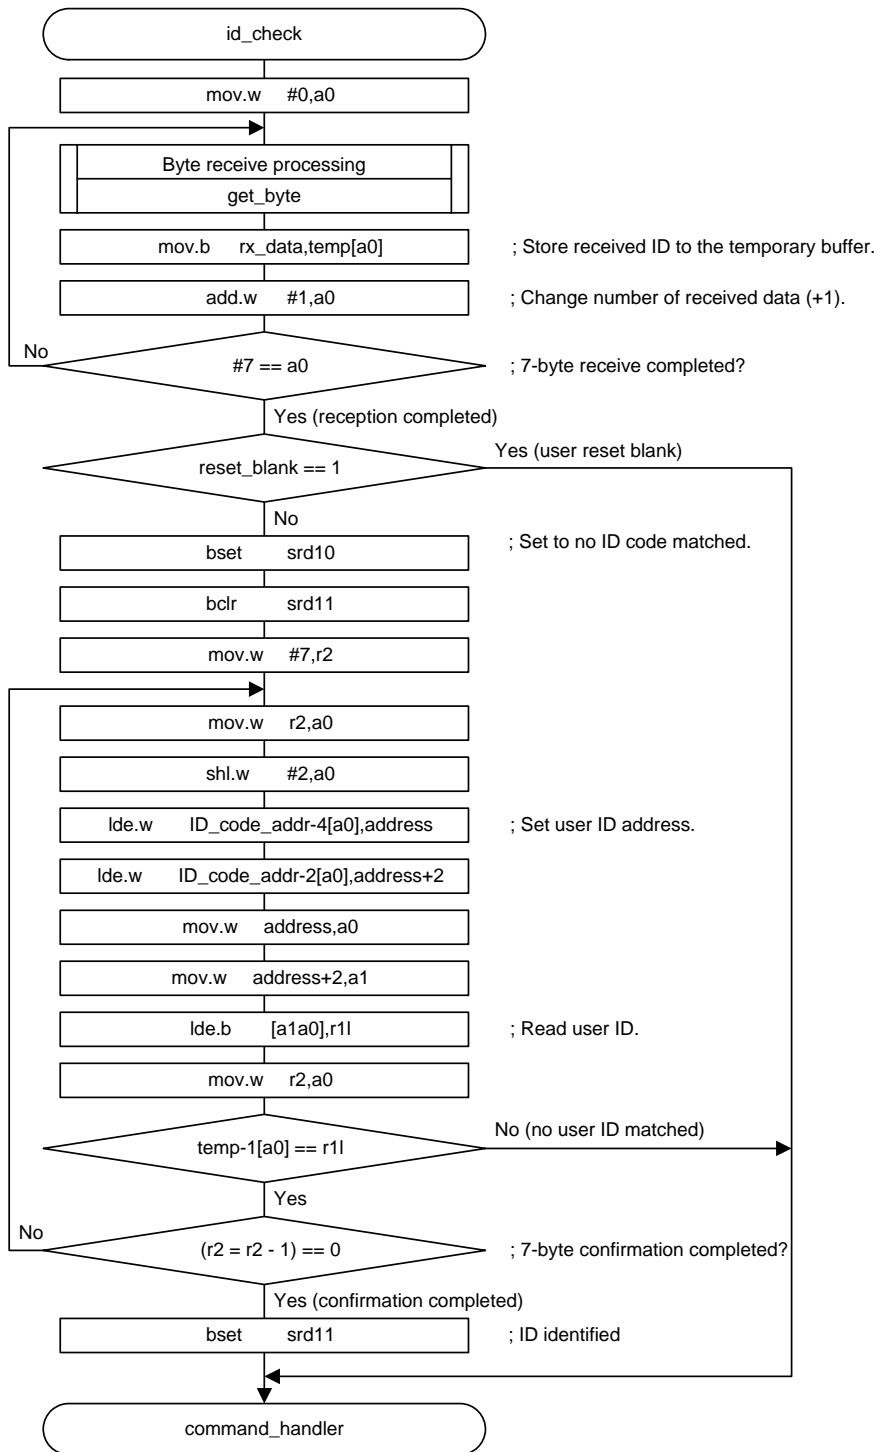 id_check
mov.w #0,a0
Byte receive processing
get_byte
mov.b rx_data,temp[a0] ; Store received ID to the temporary buffer.
add.w #1,a0 ; Change number of received data (+1).
No
#7 == a0 ; 7-byte receive completed?
Yes (reception completed)
Yes (user reset blank)
reset_blank == 1
No
; Set to no ID code matched.
bset srd10
bclr srd11
mov.w #7,r2
mov.w r2,a0
shl.w #2,a0
lde.w ID_code_addr-4[a0],address ; Set user ID address.
lde.w ID_code_addr-2[a0],address+2
mov.w address,a0
mov.w address+2,a1
lde.b [a1a0],r1l ; Read user ID.
mov.w r2,a0
No (no user ID matched)
temp-1[a0] == r1l
Yes
No
(r2 = r2 - 1) == 0 ; 7-byte confirmation completed?
Yes (confirmation completed)
bset srd11 ; ID identified
command_handler